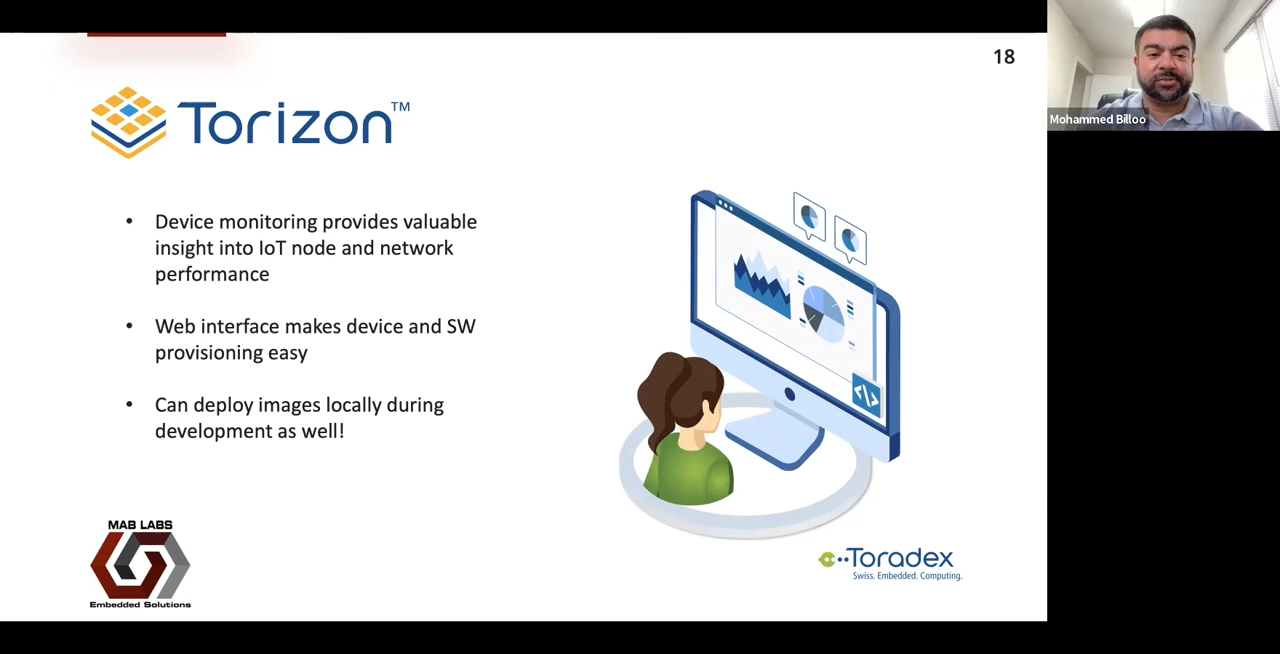 18
Mohammed Billoo
Torizon™
• Device monitoring provides valuable
insight into IoT node and network
performance
• Web interface makes device and SW
provisioning easy
• Can deploy images locally during
development as well!
</>
MAB LABS
Embedded Solutions
Toradex
Swiss. Embedded. Computing.